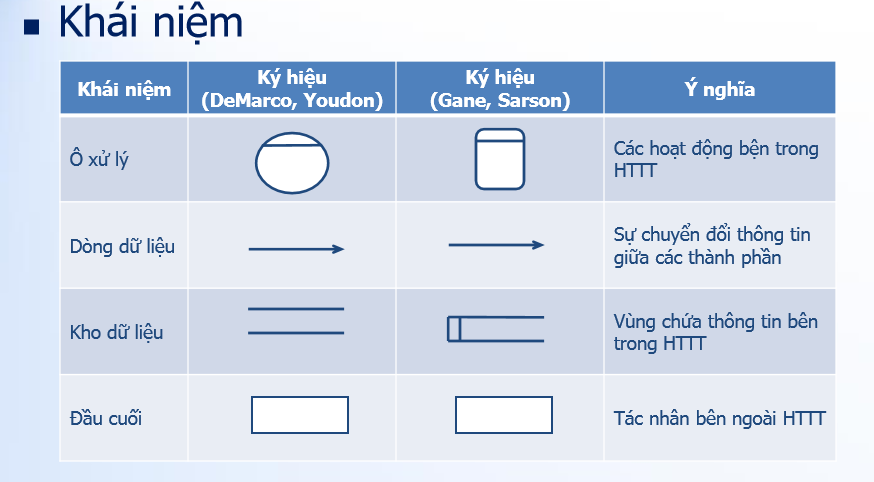 Khái niệm
Khái niệm
Ký hiệu
(DeMarco, Youdon)
Ký hiệu
(Gane, Sarson)
Ý nghĩa
Ô xử lý
Các hoạt động bện trong
HTTT
Dòng dữ liệu
Sự chuyển đổi thông tin
giữa các thành phần
Kho dữ liệu
Vùng chứa thông tin bên
trong HTTT
Đầu cuối
Tác nhân bên ngoài HTTT